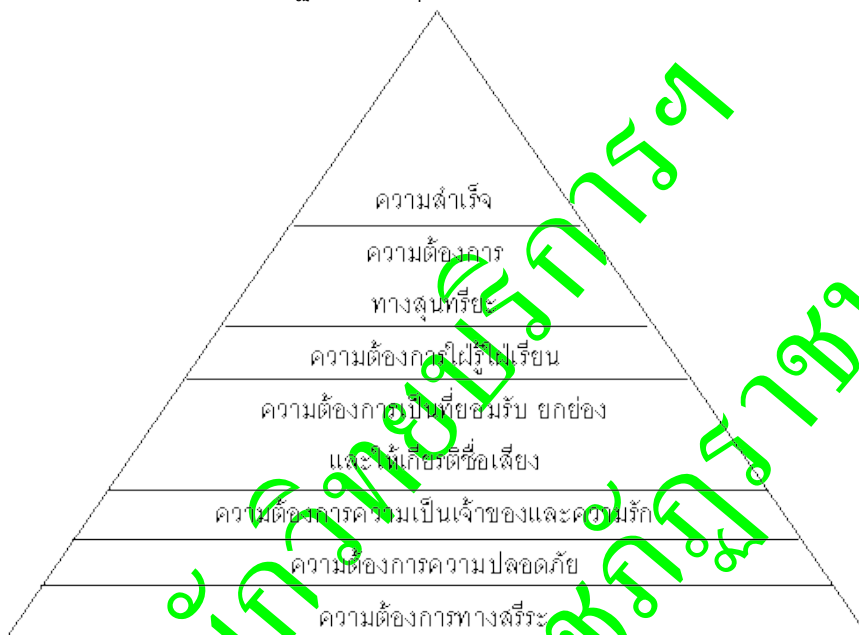 ความสำเร็จ
ความต้องการ
ทางสุนทรียะ
ความต้องการใฝ่รู้ใฝ่เรียน
ความต้องการเป็นที่ยอมรับ ยกย่อง
และให้เกียรติชื่อเสียง
ความต้องการความเป็นเจ้าของและความรัก
ความต้องการความปลอดภัย
ความต้องการทางสรีระ